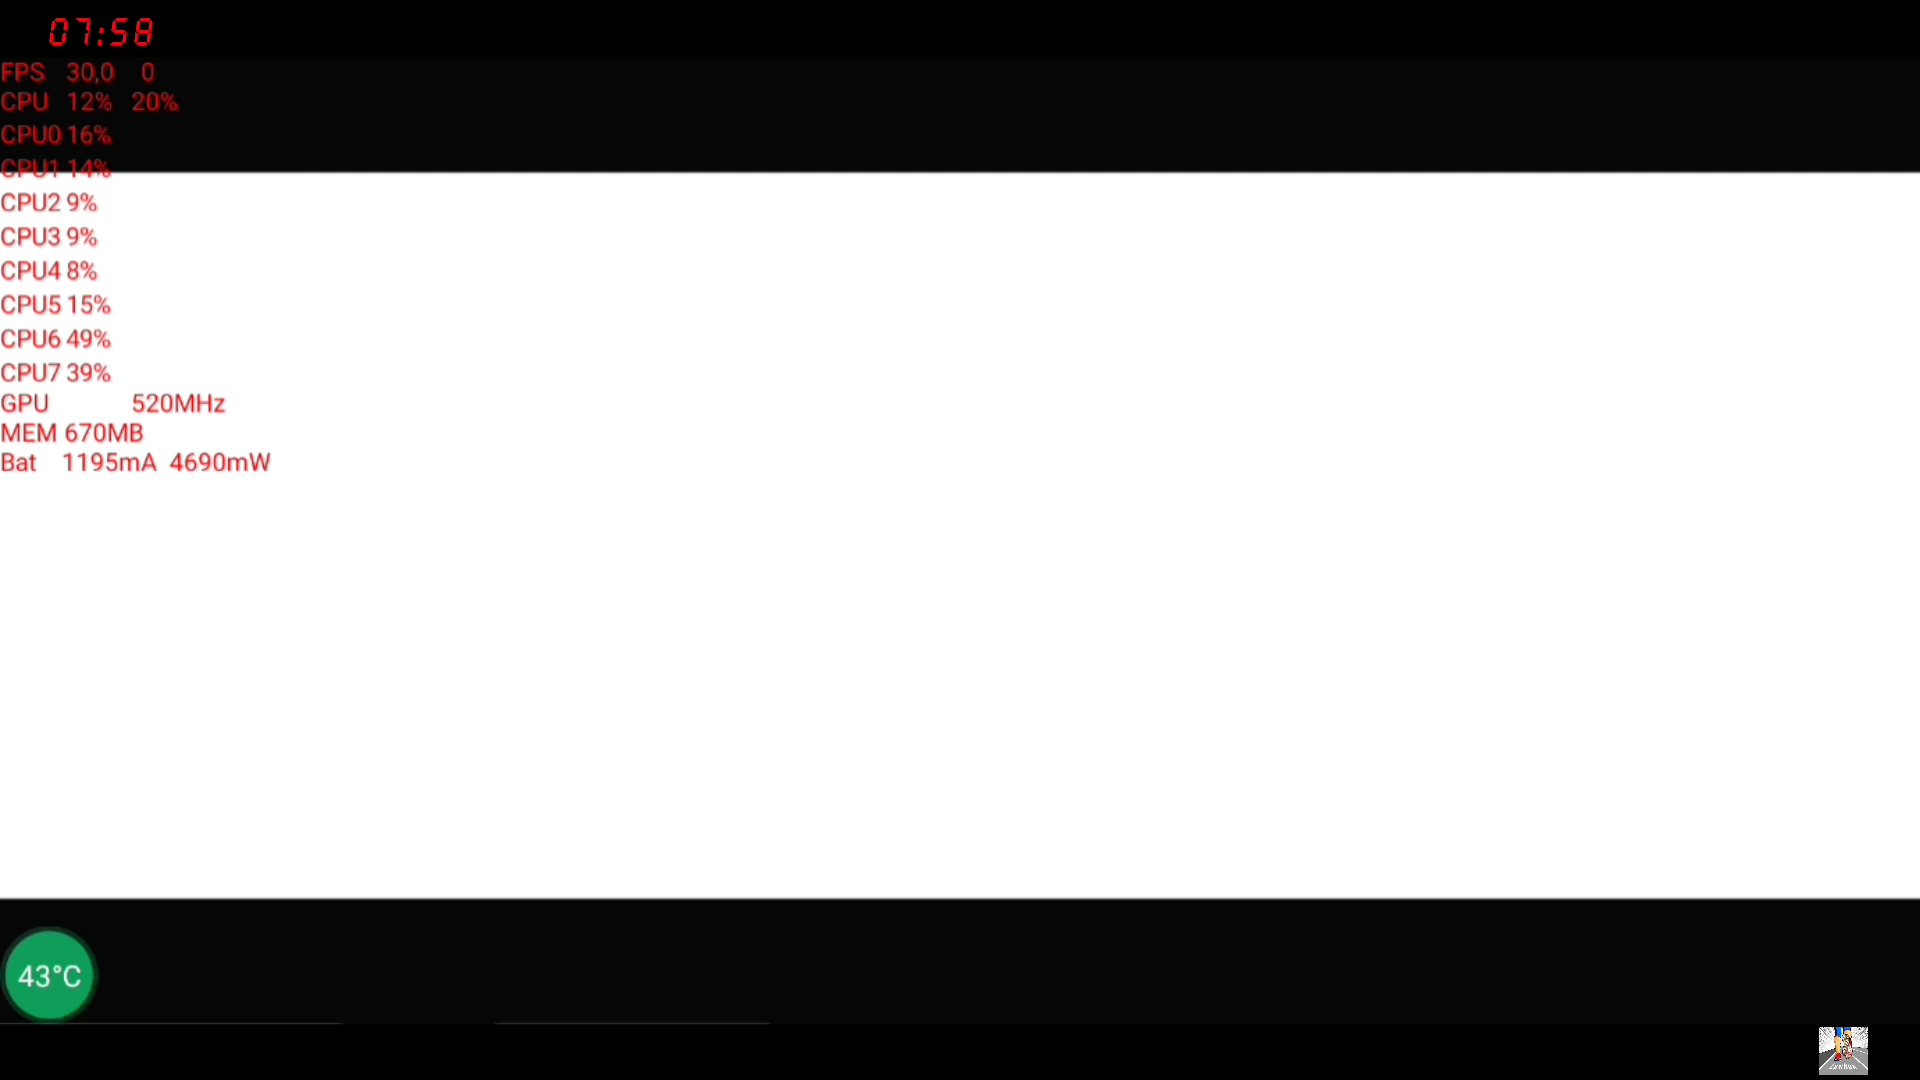 07:58
FPS 30,0 0
CPU 12% 20%
CPU0 16%
CPU1 14%
CPU2 9%
CPU3 9%
CPU4 8%
CPU5 15%
CPU6 49%
CPU7 39%
GPU 520MHz
MEM 670MB
Bat 1195mA 4690mW
43°C